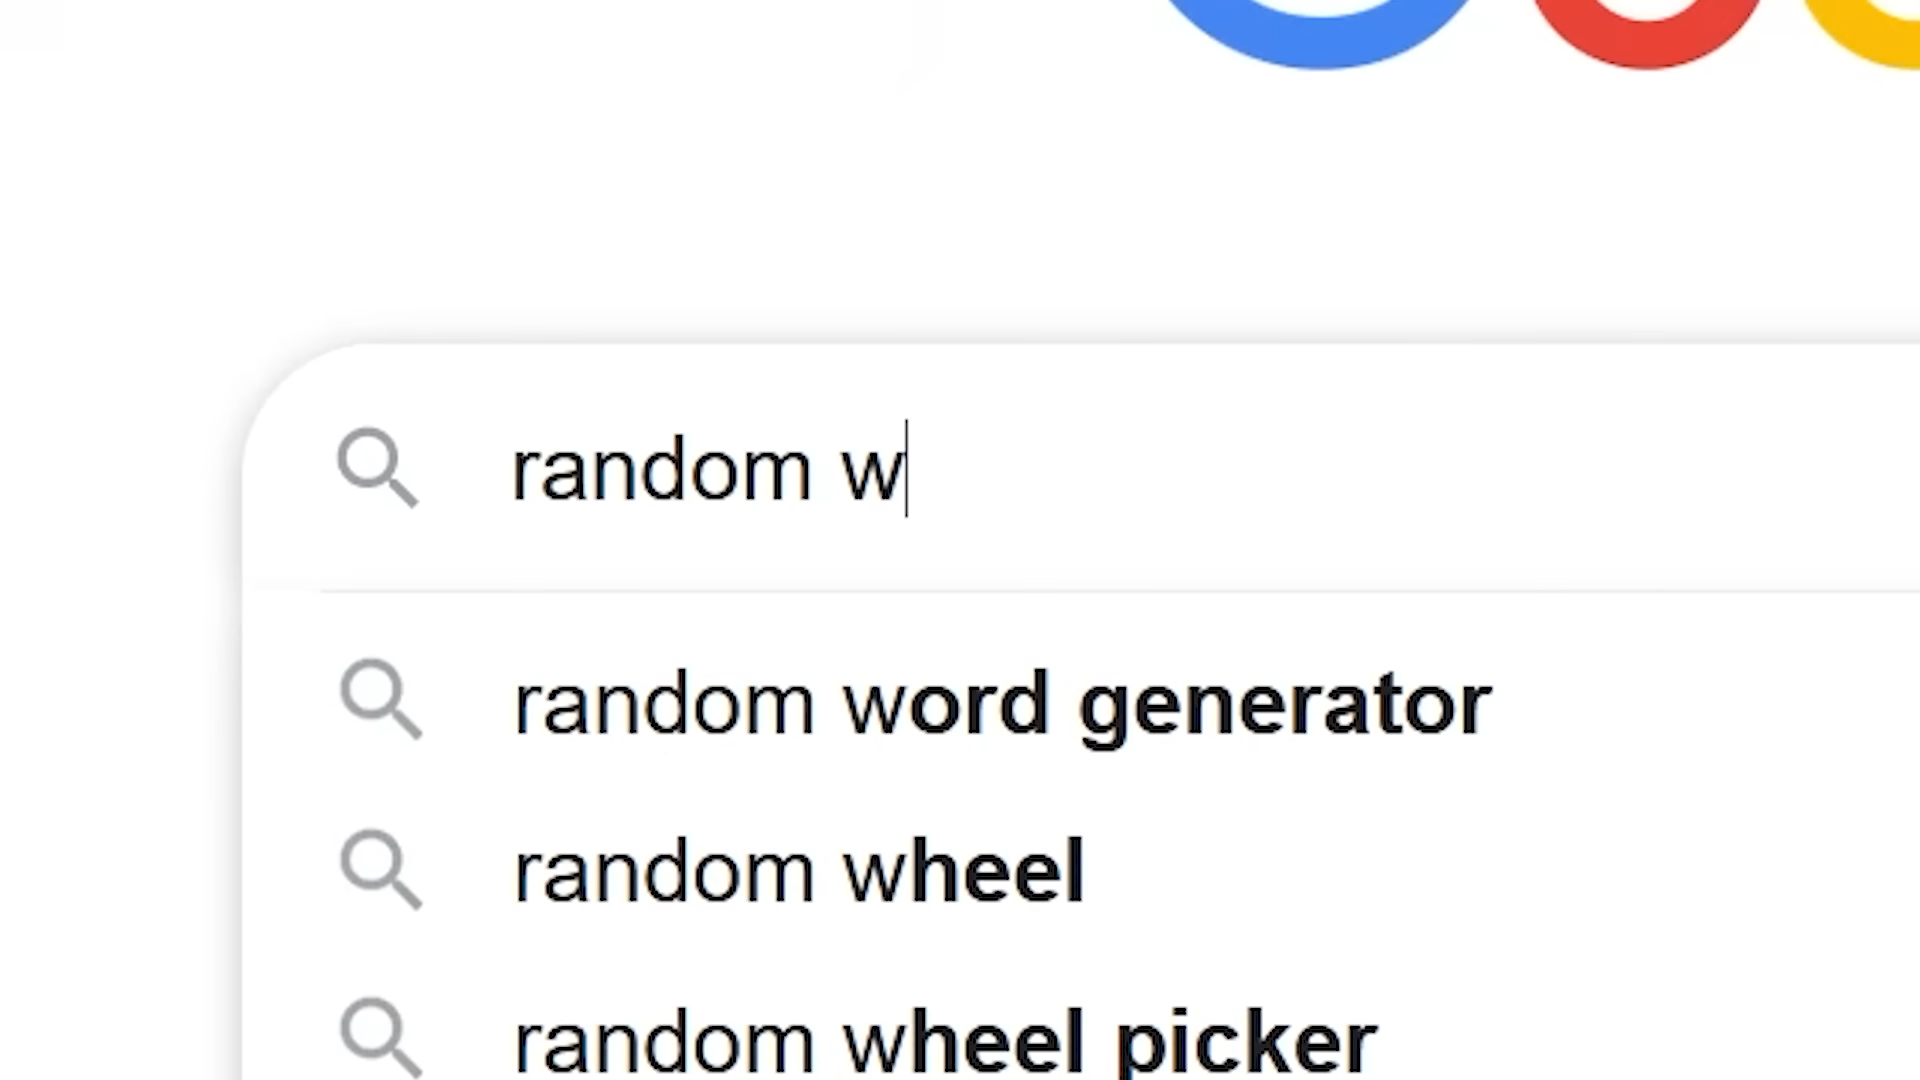 random w
random word generator
random wheel
random wheel picker